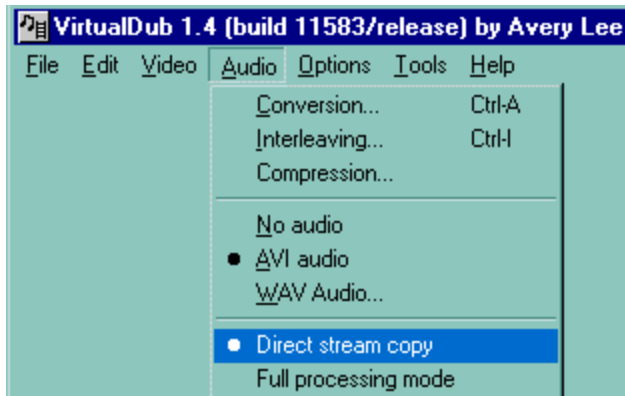 VirtualDub 1.4 (build 11583/release) by Avery Lee
File Edit Video Audio Options Tools Help
Conversion... Ctrl-A
Interleaving... Ctrl-I
Compression...
No audio
AVI audio
WAV Audio...
Direct stream copy
Full processing mode